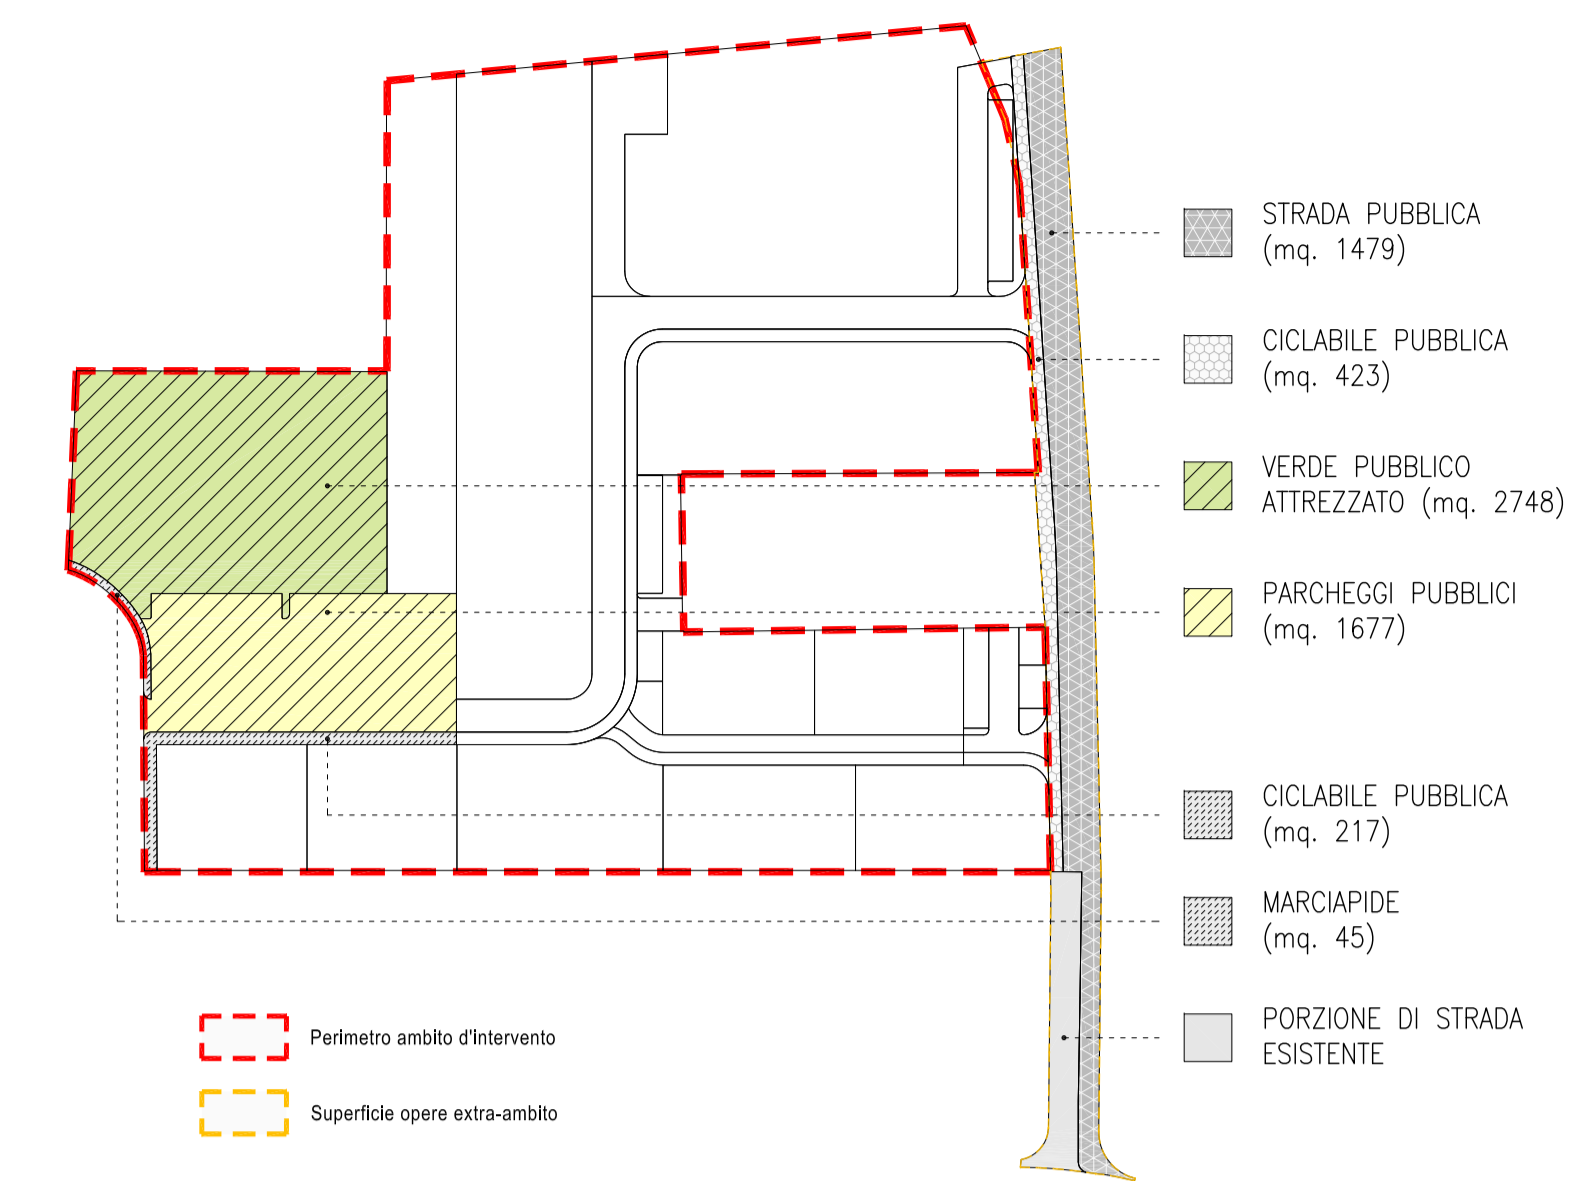 STRADA PUBBLICA
(mq. 1479)
CICLABILE PUBBLICA
(mq. 423)
VERDE PUBBLICO
ATTREZZATO (mq. 2748)
PARCHEGGI PUBBLICI
(mq. 1677)
CICLABILE PUBBLICA
(mq. 217)
MARCIAPIDE
(mq. 45)
PORZIONE DI STRADA
ESISTENTE
Perimetro ambito d'intervento
Superficie opere extra-ambito